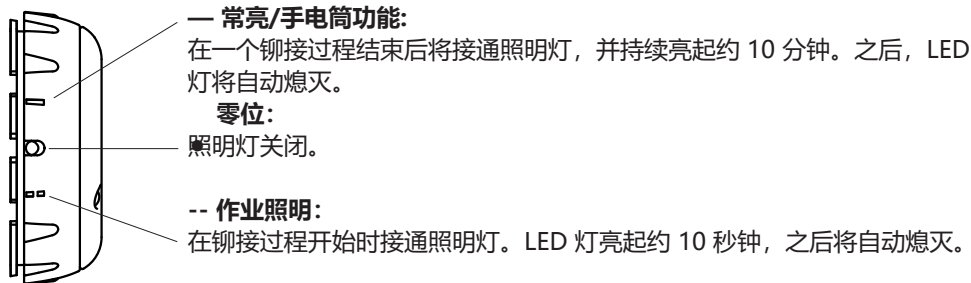 — 常亮/手电筒功能:
在一个铆接过程结束后将接通照明灯，并持续亮起约 10 分钟。之后，LED
灯将自动熄灭。
零位：
照明灯关闭。
-- 作业照明：
在铆接过程开始时接通照明灯。LED 灯亮起约 10 秒钟，之后将自动熄灭。